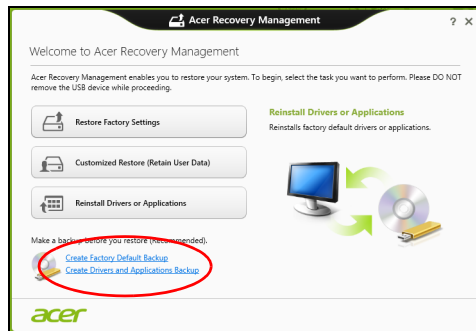 Acer Recovery Management
? X
Welcome to Acer Recovery Management
Acer Recovery Management enables you to restore your system. To begin, select the task you want to perform. Please DO NOT
remove the USB device while proceeding.
Restore Factory Settings
Customized Restore (Retain User Data)
Reinstall Drivers or Applications
Reinstall Drivers or Applications
Reinstalls factory default drivers or applications.
Make a backup before you restore (Recommended).
Create Factory Default Backup
Create Drivers and Applications Backup
acer